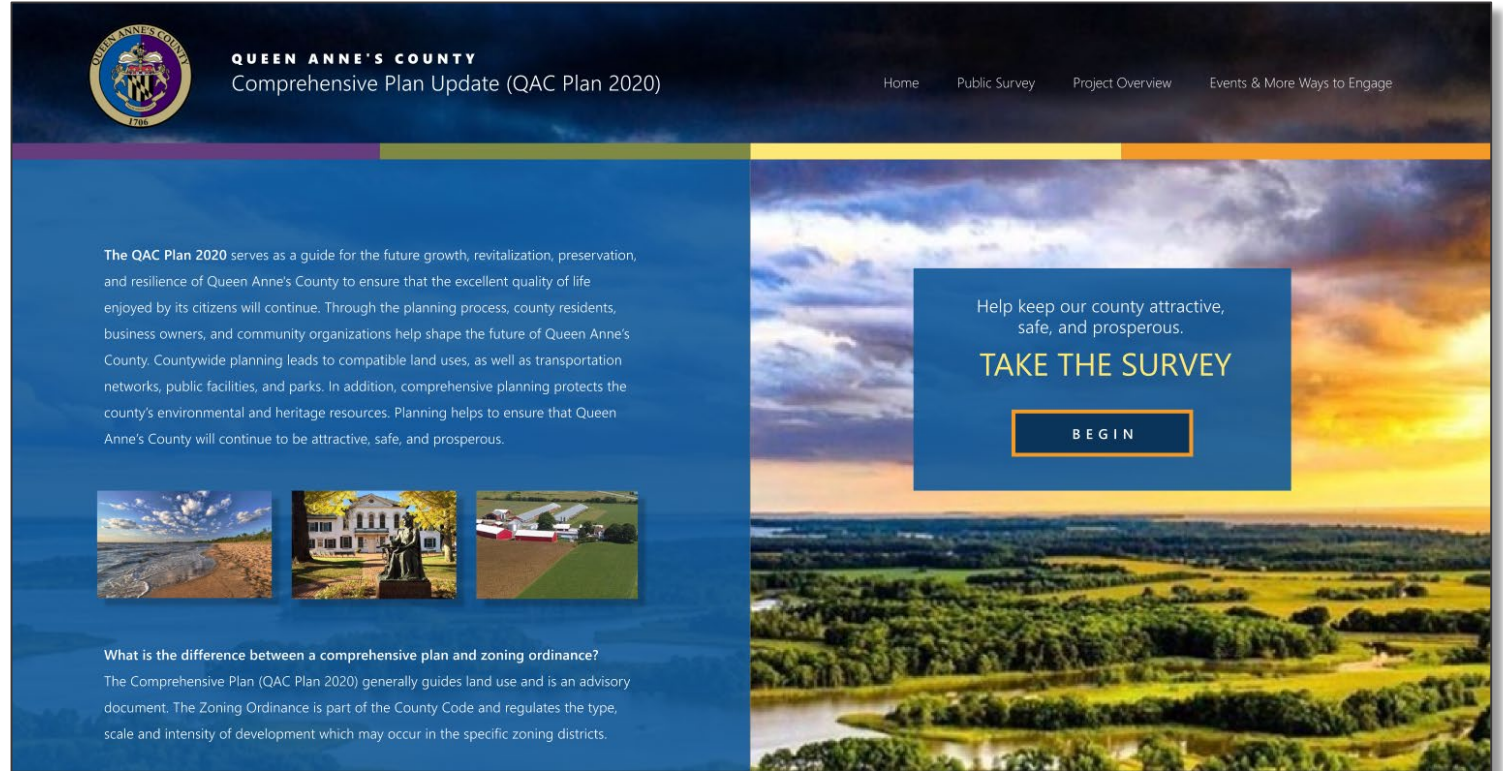 QUEEN ANNE'S COUNTY
1706
QUEEN ANNE'S COUNTY
Comprehensive Plan Update (QAC Plan 2020)
Home Public Survey Project Overview Events & More Ways to Engage
The QAC Plan 2020 serves as a guide for the future growth, revitalization, preservation,
and resilience of Queen Anne's County to ensure that the excellent quality of life
enjoyed by its citizens will continue. Through the planning process, county residents,
business owners, and community organizations help shape the future of Queen Anne's
County. Countywide planning leads to compatible land uses, as well as transportation
networks, public facilities, and parks. In addition, comprehensive planning protects the
county's environmental and heritage resources. Planning helps to ensure that Queen
Anne's County will continue to be attractive, safe, and prosperous.
What is the difference between a comprehensive plan and zoning ordinance?
The Comprehensive Plan (QAC Plan 2020) generally guides land use and is an advisory
document. The Zoning Ordinance is part of the County Code and regulates the type,
scale and intensity of development which may occur in the specific zoning districts.
Help keep our county attractive,
safe, and prosperous.
TAKE THE SURVEY
BEGIN